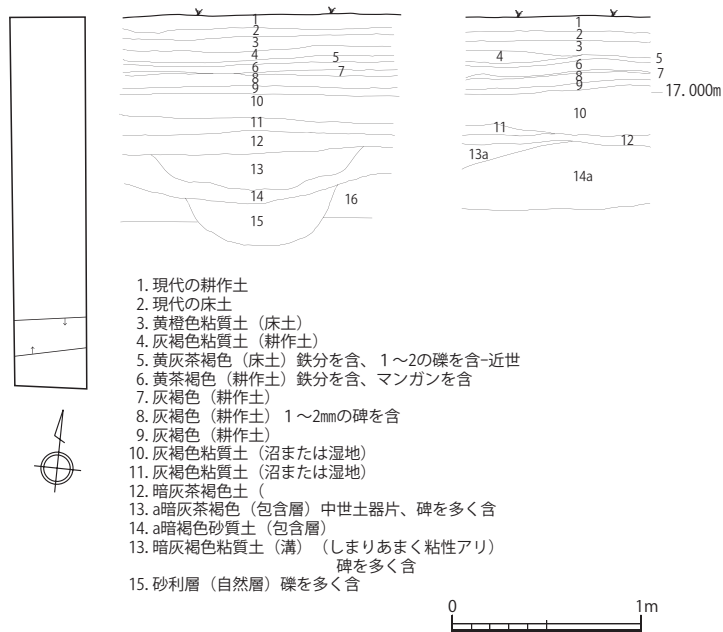 1
2
3
4
5
6
7
8
9
10
11
12
13
14
15
16
1
2
3
4
5
6
7
8
9
17.000m
10
11
12
13a
14a
1. 現代の耕作土
2. 現代の床土
3. 黄橙色粘質土（床土）
4. 灰褐色粘質土（耕作土）
5. 黄灰茶褐色（床土）鉄分を含、１〜2の礫を含-近世
6. 黄茶褐色（耕作土）鉄分を含、マンガンを含
7. 灰褐色（耕作土）
8. 灰褐色（耕作土）１〜2㎜の碑を含
9. 灰褐色（耕作土）
10. 灰褐色粘質土（沼または湿地）
11. 灰褐色粘質土（沼または湿地）
12. 暗灰茶褐色土（
13. a暗灰茶褐色（包含層）中世土器片、碑を多く含
14. a暗褐色砂質土（包含層）
13. 暗灰褐色粘質土（溝）（しまりあまく粘性アリ）
碑を多く含
15. 砂利層（自然層）礫を多く含
0 1m